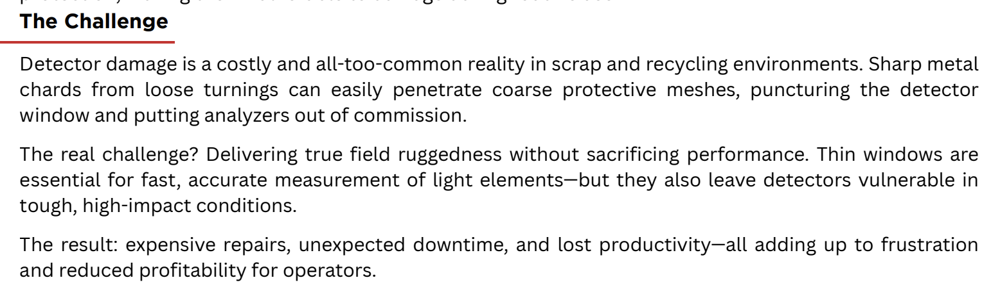 The Challenge
Detector damage is a costly and all-too-common reality in scrap and recycling environments. Sharp metal
chards from loose turnings can easily penetrate coarse protective meshes, puncturing the detector
window and putting analyzers out of commission.
The real challenge? Delivering true field ruggedness without sacrificing performance. Thin windows are
essential for fast, accurate measurement of light elements—but they also leave detectors vulnerable in
tough, high-impact conditions.
The result: expensive repairs, unexpected downtime, and lost productivity—all adding up to frustration
and reduced profitability for operators.